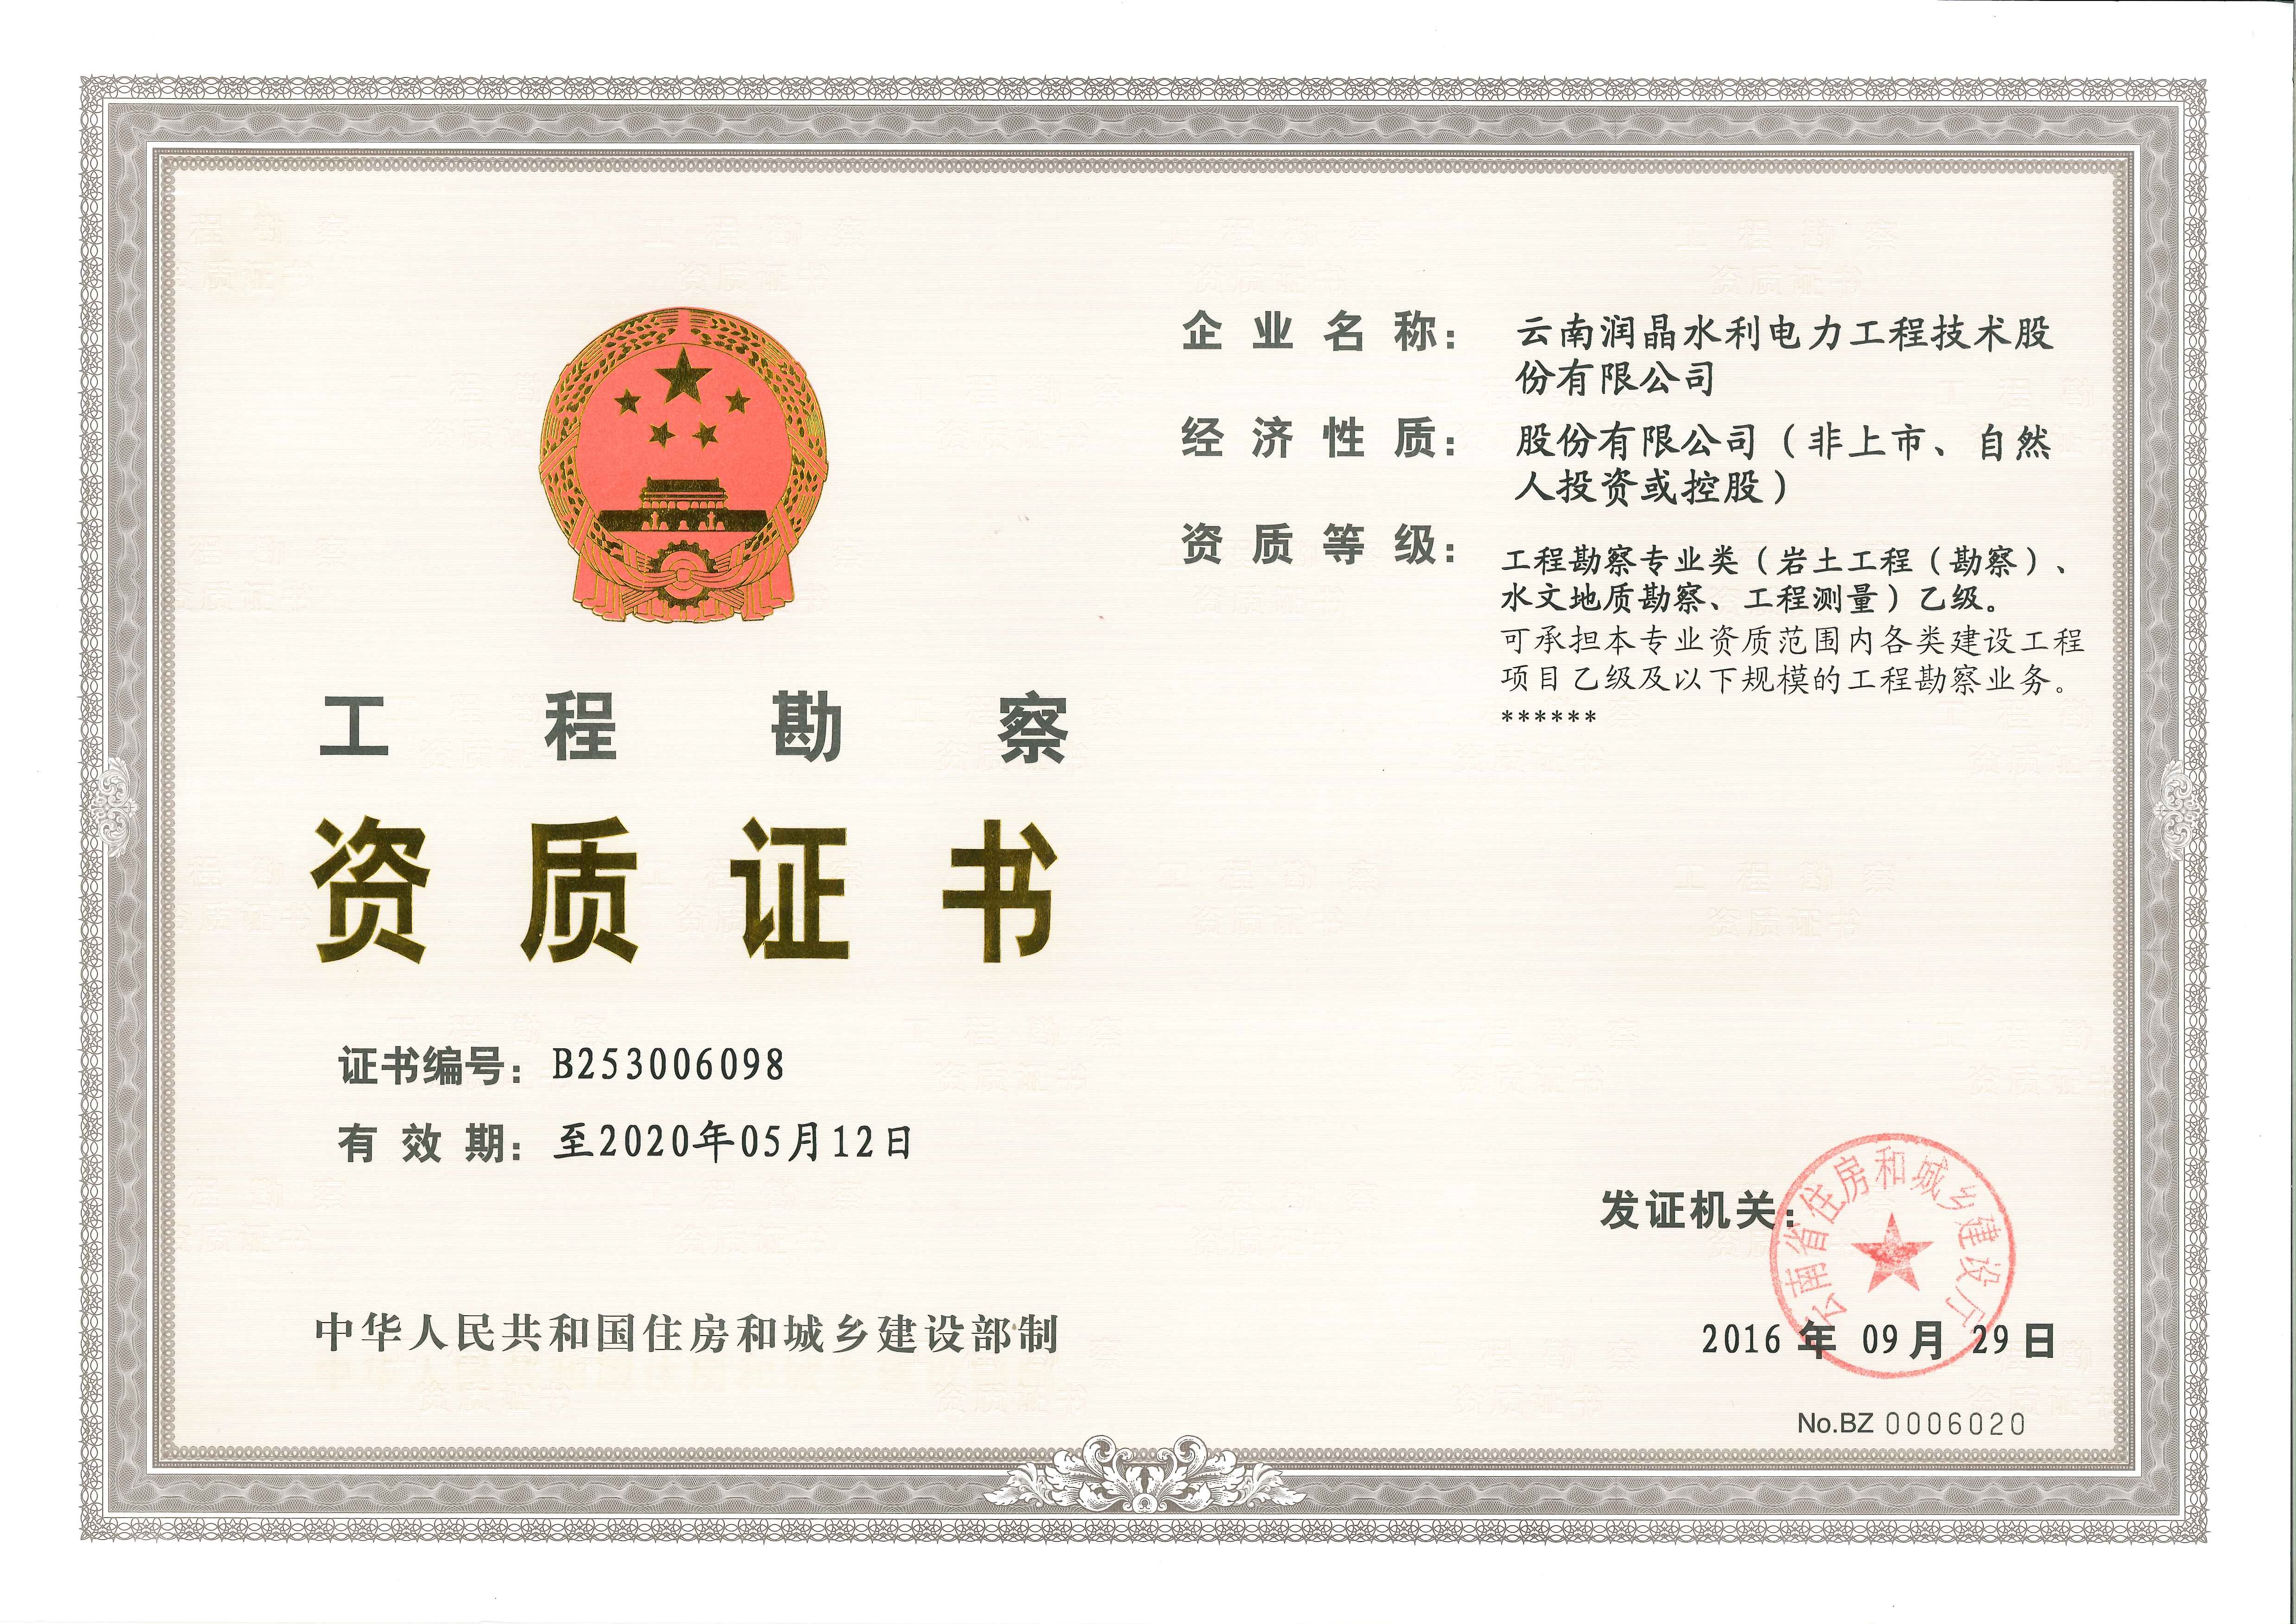 工程勘察
资质证书
证书编号：B253006098
有效期：至2020年05月12日
中华人民共和国住房和城乡建设部制
企业名称：云南润晶水利电力工程技术股
份有限公司
经济性质：股份有限公司（非上市、自然
人投资或控股）
资质等级：工程勘察专业类（岩土工程（勘察）、
水文地质勘察、工程测量）乙级。
可承担本专业资质范围内各类建设工程
项目乙级及以下规模的工程勘察业务。
******
发证机关：
云南省住房和城乡建设厅
2016 年 09 月 29 日
No.BZ 0006020